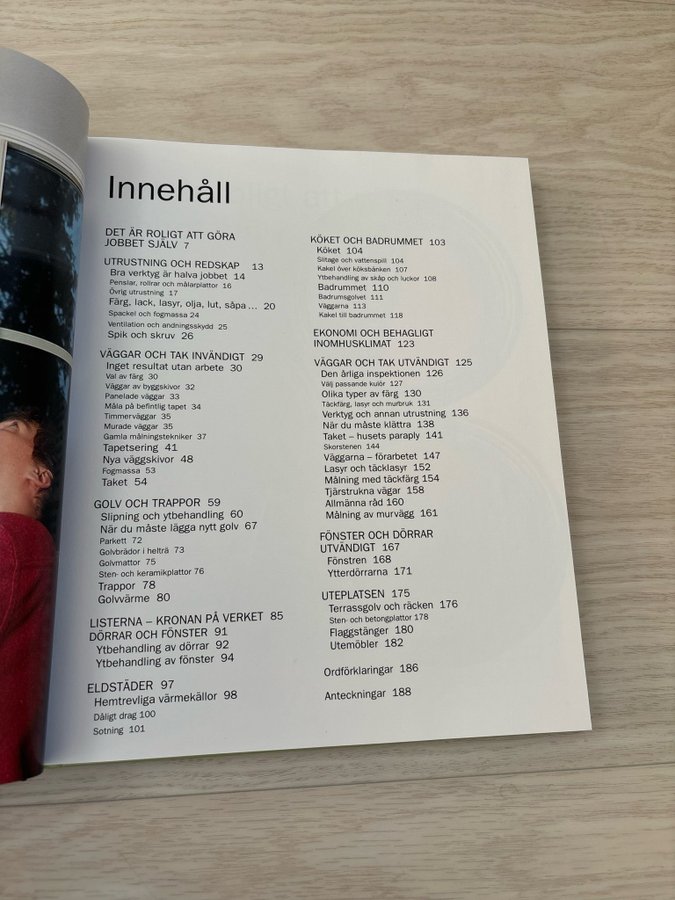 Innehåll
DET ÄR ROLIGT ATT GÖRA
JOBBET SJÄLV 7
UTRUSTNING OCH REDSKAP 13
Bra verktyg är halva jobbet 14
Penslar, rollrar och målarplattor 16
Övrig utrustning 17
Färg, lack, lasyr, olja, lut, såpa ... 20
Spackel och fogmassa 24
Ventilation och andningsskydd 25
Spik och skruv 26
VÄGGAR OCH TAK INVÄNDIGT 29
Inget resultat utan arbete 30
Val av färg 30
Väggar av byggskivor 32
Panelade väggar 33
Måla på befintlig tapet 34
Timmerväggar 35
Murade väggar 35
Gamla målningstekniker 37
Tapetsering 41
Nya väggskivor 48
Fogmassa 53
Taket 54
GOLV OCH TRAPPOR 59
Slipning och ytbehandling 60
När du måste lägga nytt golv 67
Parkett 72
Golvbrädor i helträ 73
Golvmattor 75
Sten- och keramikplattor 76
Trappor 78
Golvvärme 80
LISTERNA – KRONAN PÅ VERKET 85
DÖRRAR OCH FÖNSTER 91
Ytbehandling av dörrar 92
Ytbehandling av fönster 94
ELDSTÄDER 97
Hemtrevliga värmekällor 98
Dåligt drag 100
Sotning 101
KÖKET OCH BADRUMMET 103
Köket 104
Slitage och vattenspill 104
Kakel över köksbänken 107
Ytbehandling av skåp och luckor 108
Badrummet 110
Badrumsgolvet 111
Väggarna 113
Kakel till badrummet 118
EKONOMI OCH BEHAGLIGT
INOMHUSKLIMAT 123
VÄGGAR OCH TAK UTVÄNDIGT 125
Den årliga inspektionen 126
Välj passande kulör 127
Olika typer av färg 130
Täckfärg, lasyr och murbruk 131
Verktyg och annan utrustning 136
När du måste klättra 138
Taket – husets paraply 141
Skorstenen 144
Väggarna – förarbetet 147
Lasyr och täcklasyr 152
Målning med täckfärg 154
Tjärstrukna vägar 158
Allmänna råd 160
Målning av murvägg 161
FÖNSTER OCH DÖRRAR
UTVÄNDIGT 167
Fönstren 168
Ytterdörrarna 171
UTEPLATSEN 175
Terrassgolv och räcken 176
Sten- och betongplattor 178
Flaggstänger 180
Utemöbler 182
Ordförklaringar 186
Anteckningar 188